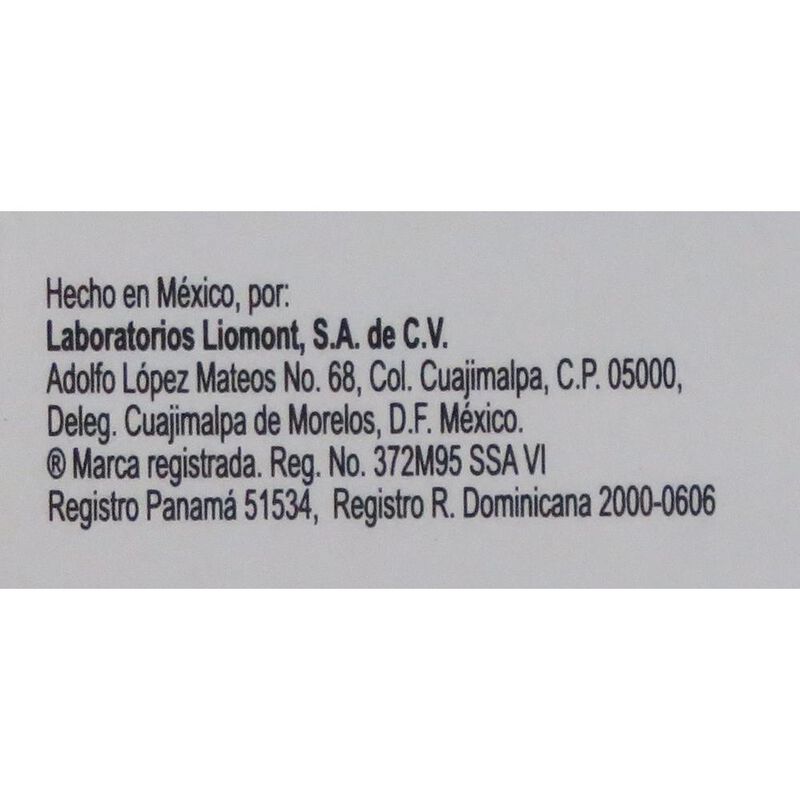 Hecho en México, por:
Laboratorios Liomont, S.A. de C.V.
Adolfo López Mateos No. 68, Col. Cuajimalpa, C.P. 05000,
Deleg. Cuajimalpa de Morelos, D.F. México.
® Marca registrada. Reg. No. 372M95 SSA VI
Registro Panamá 51534, Registro R. Dominicana 2000-0606